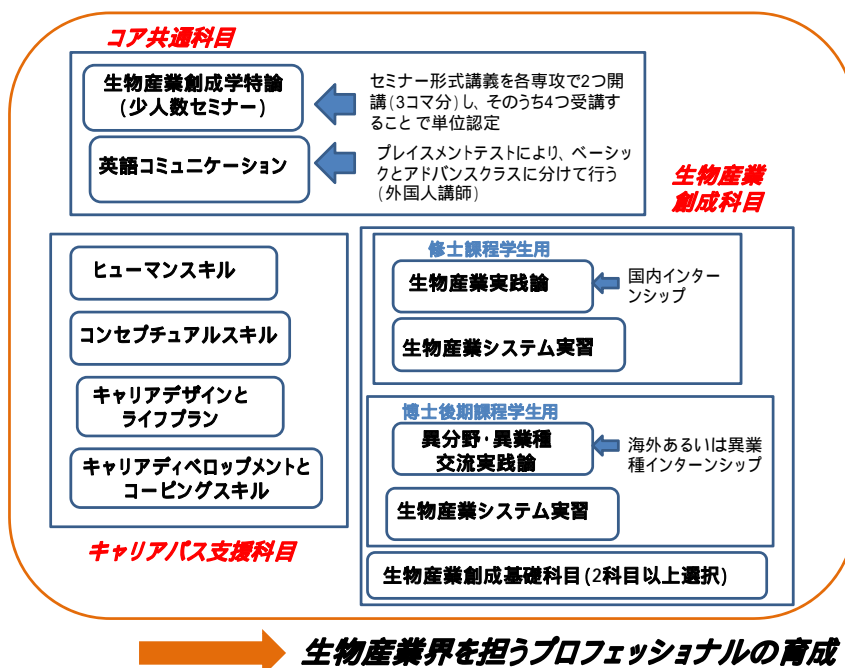 コア共通科目
生物産業創成学特論
(少人数セミナー)
セミナー形式講義を各専攻で2つ開
講(3コマ分)し、そのうち4つ受講す
ることで単位認定
英語コミュニケーション
プレイスメントテストにより、ベーシッ
クとアドバンスクラスに分けて行う
(外国人講師)
生物産業
創成科目
ヒューマンスキル
コンセプチュアルスキル
キャリアデザインと
ライフプラン
キャリアディベロップメントと
コーピングスキル
キャリアパス支援科目
修士課程学生用
生物産業実践論
国内インター
ンシップ
生物産業システム実習
博士後期課程学生用
異分野・異業種
交流実践論
海外あるいは異業
種インターンシップ
生物産業システム実習
生物産業創成基礎科目(2科目以上選択)
生物産業界を担うプロフェッショナルの育成